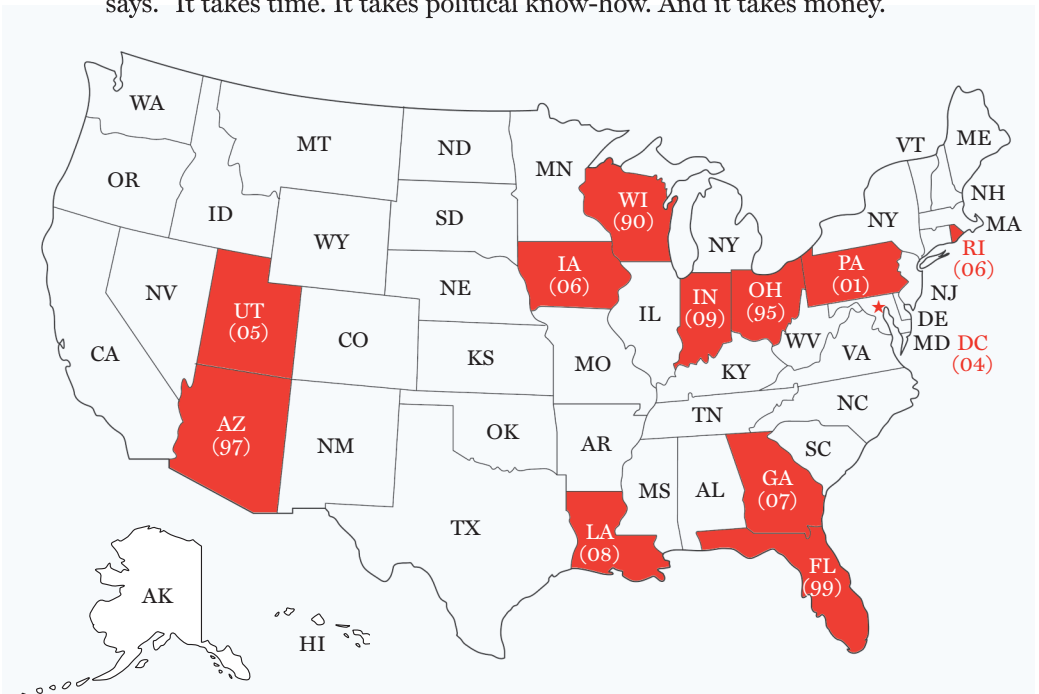 says. "It takes time. It takes political know-how. And it takes money.
WA
MT
ND
MN
VT
ME
OR
ID
SD
WI
(90)
NH
NY
MA
WY
NY
RI
(06)
IA
(06)
PA
(01)
NV
NE
UT
(05)
IN
(09)
OH
(95)
NJ
IL
DE
CO
WV
MD
DC
(04)
CA
KS
MO
KY
VA
NC
TN
AZ
(97)
NM
OK
AR
SC
MS
AL
GA
(07)
TX
LA
(08)
FL
(99)
AK
HI